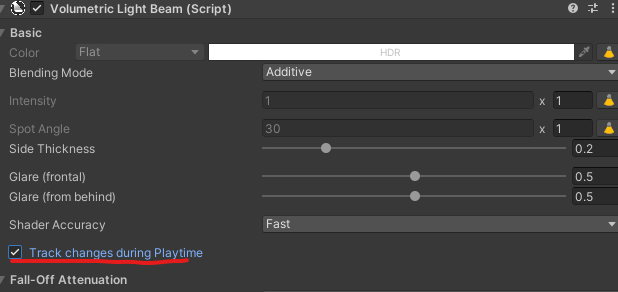 Volumetric Light Beam (Script)
Basic
Color Flat HDR
Blending Mode Additive
Intensity 1 x 1
Spot Angle 30 x 1
Side Thickness 0.2
Glare (frontal) 0.5
Glare (from behind) 0.5
Shader Accuracy Fast
Track changes during Playtime
Fall-Off Attenuation